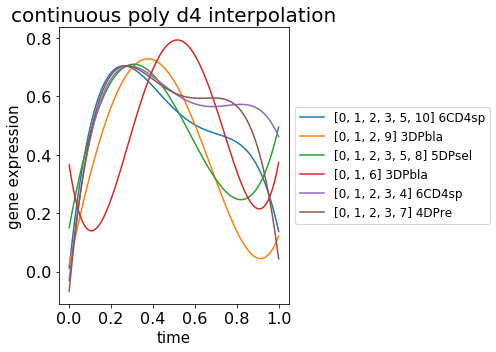 continuous poly d4 interpolation
gene expression
0.8
0.6
0.4
0.2
0.0
0.0 0.2 0.4 0.6 0.8 1.0
time
[0, 1, 2, 3, 5, 10] 6CD4sp
[0, 1, 2, 9] 3DPbla
[0, 1, 2, 3, 5, 8] 5DPsel
[0, 1, 6] 3DPbla
[0, 1, 2, 3, 4] 6CD4sp
[0, 1, 2, 3, 7] 4DPre